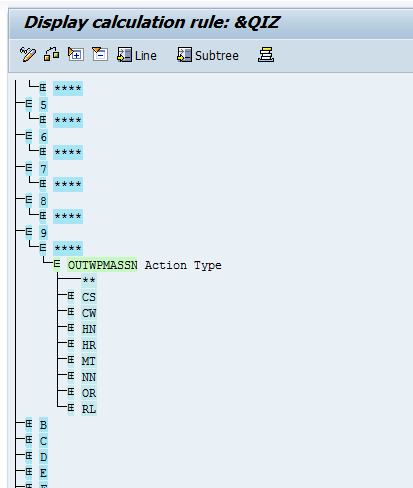 Display calculation rule: &QIZ
Line Subtree
****
5
****
6
****
7
****
8
****
9
****
OUTWPMASSN Action Type
**
CS
CW
HN
HR
MT
NN
OR
RL
B
C
D
E